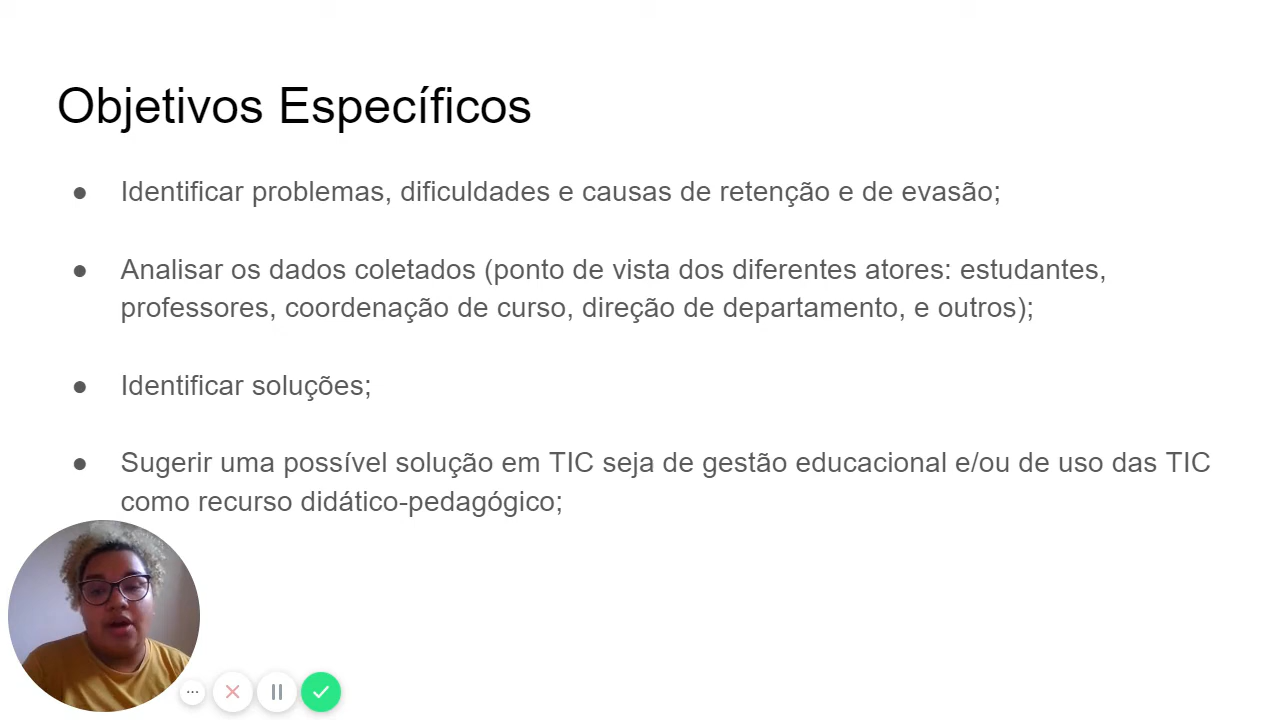 Objetivos Específicos
● Identificar problemas, dificuldades e causas de retenção e de evasão;
● Analisar os dados coletados (ponto de vista dos diferentes atores: estudantes,
professores, coordenação de curso, direção de departamento, e outros);
● Identificar soluções;
● Sugerir uma possível solução em TIC seja de gestão educacional e/ou de uso das TIC
como recurso didático-pedagógico;